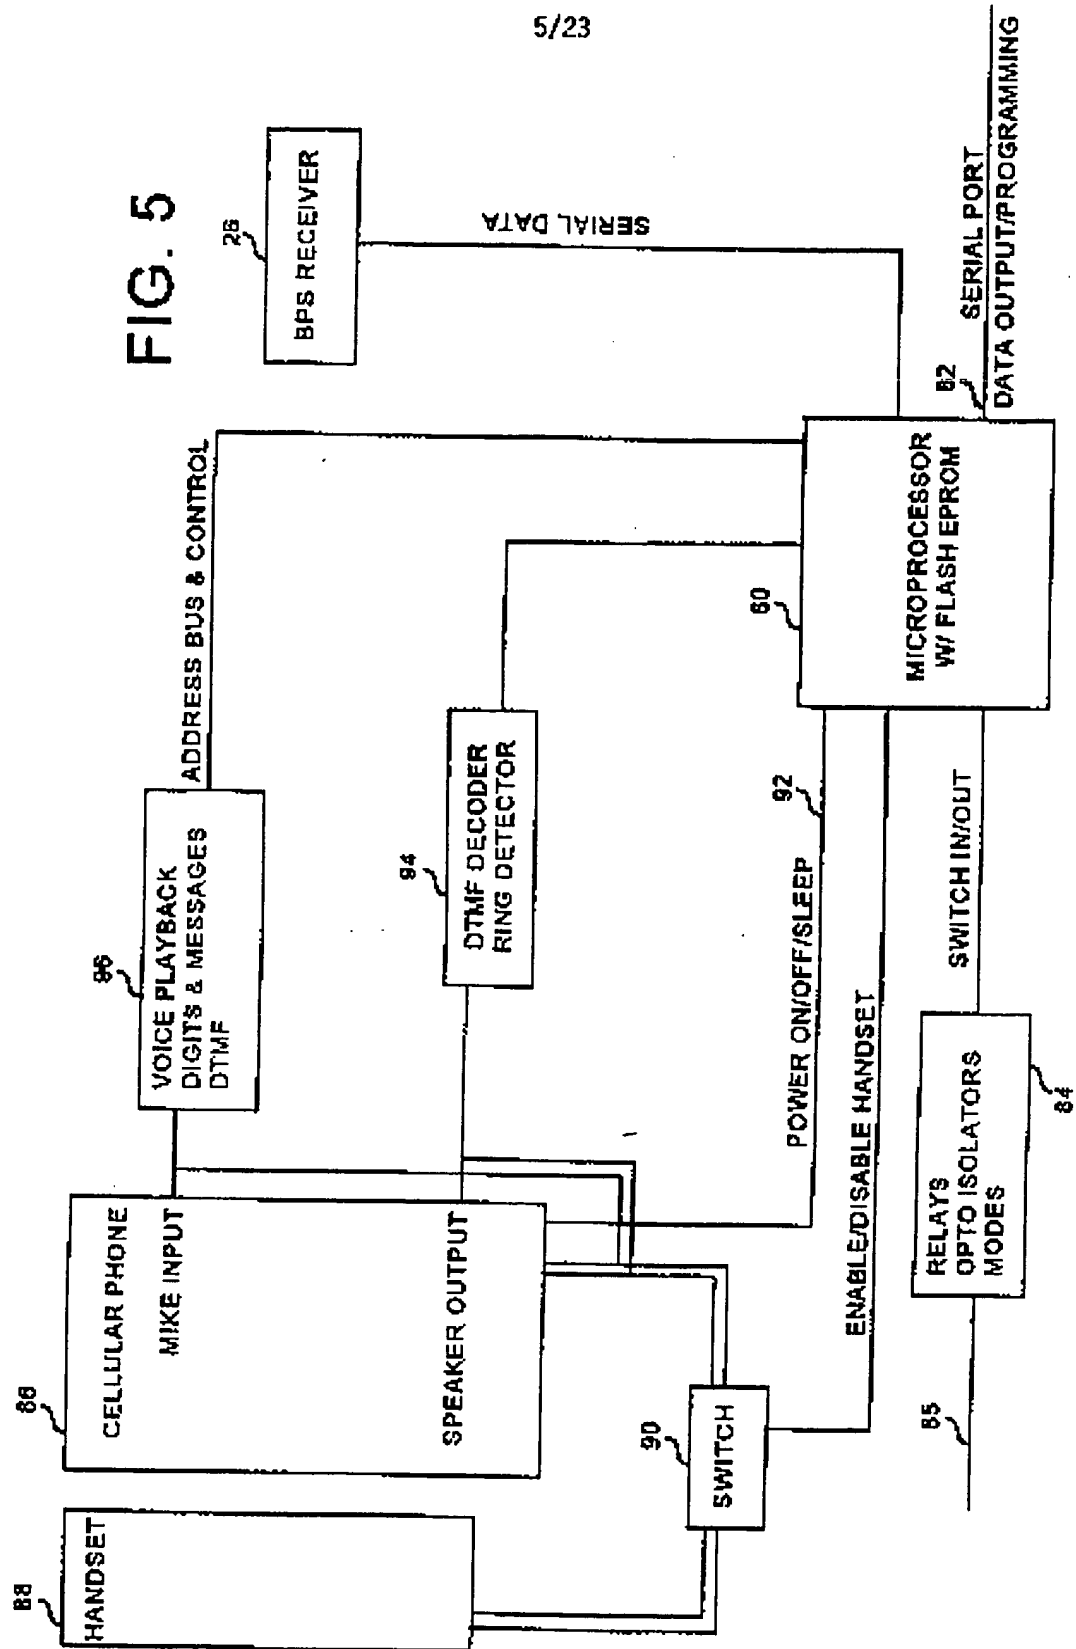 5/23
FIG. 5
88
HANDSET
86
CELLULAR PHONE
MIKE INPUT
SPEAKER OUTPUT
96
VOICE PLAYBACK
DIGITS & MESSAGES
DTMF
ADDRESS BUS & CONTROL
28
BPS RECEIVER
SERIAL DATA
94
DTMF DECODER
RING DETECTOR
90
SWITCH
POWER ON/OFF/SLEEP
92
ENABLE/DISABLE HANDSET
80
MICROPROCESSOR
W/ FLASH EPROM
82
SERIAL PORT
DATA OUTPUT/PROGRAMMING
85
RELAYS
OPTO ISOLATORS
MODES
84
SWITCH IN/OUT